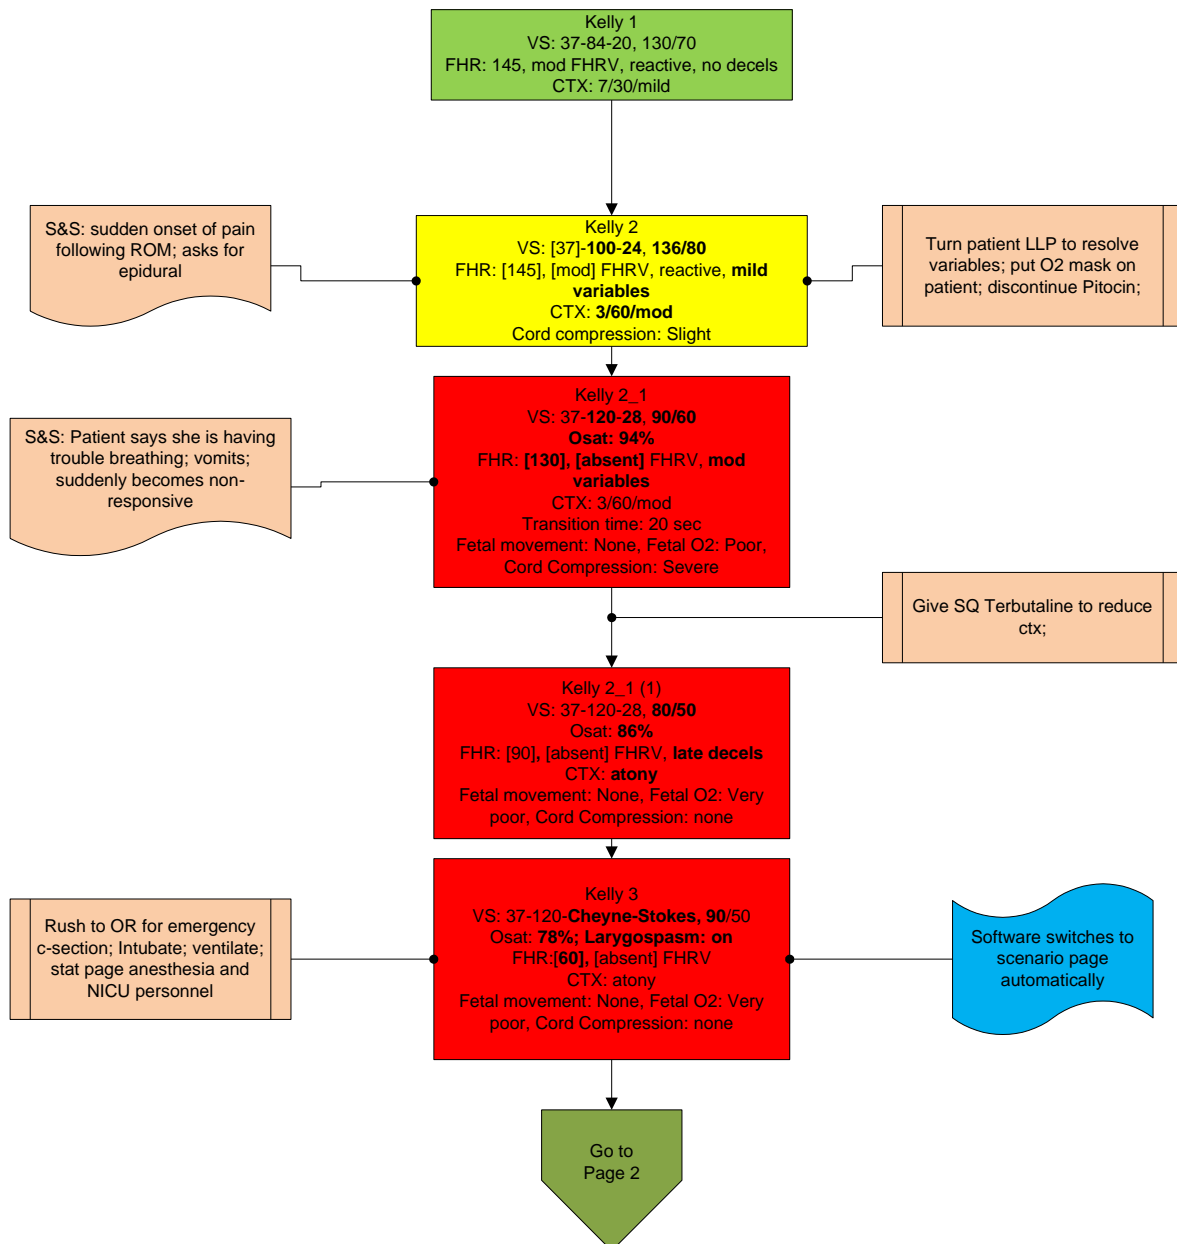 Kelly 1
VS: 37-84-20, 130/70
FHR: 145, mod FHRV, reactive, no decels
CTX: 7/30/mild
S&S: sudden onset of pain
following ROM; asks for
epidural
Kelly 2
VS: [37]-100-24, 136/80
FHR: [145], [mod] FHRV, reactive, mild
variables
CTX: 3/60/mod
Cord compression: Slight
Turn patient LLP to resolve
variables; put O2 mask on
patient; discontinue Pitocin;
S&S: Patient says she is having
trouble breathing; vomits;
suddenly becomes non-
responsive
Kelly 2_1
VS: 37-120-28, 90/60
Osat: 94%
FHR: [130], [absent] FHRV, mod
variables
CTX: 3/60/mod
Transition time: 20 sec
Fetal movement: None, Fetal O2: Poor,
Cord Compression: Severe
Give SQ Terbutaline to reduce
ctx;
Kelly 2_1 (1)
VS: 37-120-28, 80/50
Osat: 86%
FHR: [90], [absent] FHRV, late decels
CTX: atony
Fetal movement: None, Fetal O2: Very
poor, Cord Compression: none
Rush to OR for emergency
c-section; Intubate; ventilate;
stat page anesthesia and
NICU personnel
Kelly 3
VS: 37-120-Cheyne-Stokes, 90/50
Osat: 78%; Larygospasm: on
FHR:[60], [absent] FHRV
CTX: atony
Fetal movement: None, Fetal O2: Very
poor, Cord Compression: none
Software switches to
scenario page
automatically
Go to
Page 2